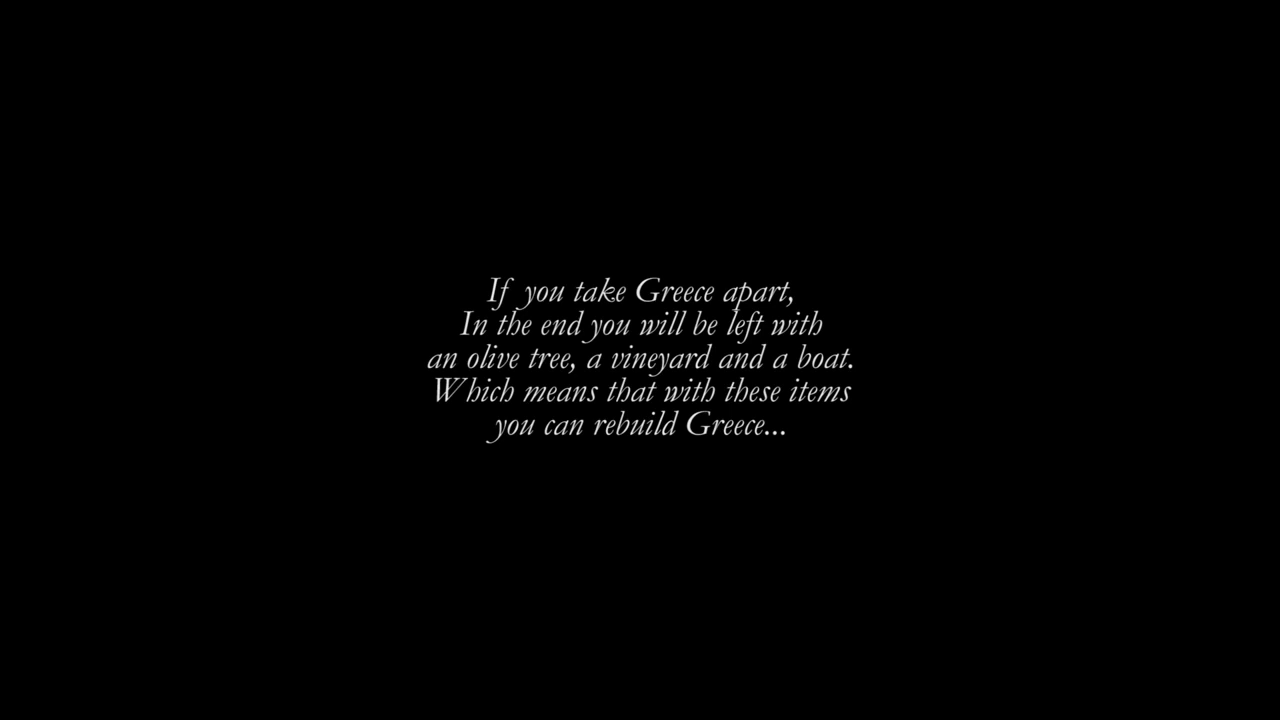 If you take Greece apart,
In the end you will be left with
an olive tree, a vineyard and a boat.
Which means that with these items
you can rebuild Greece...